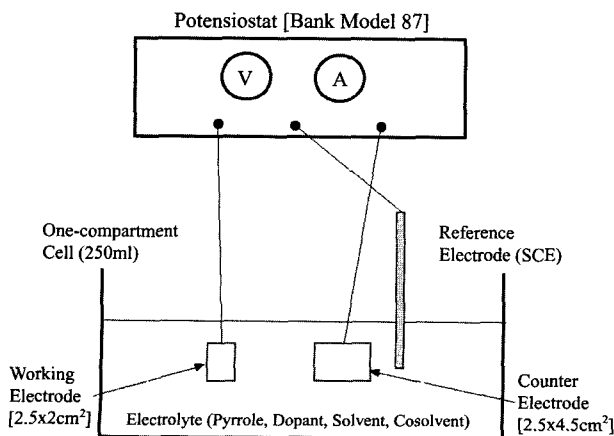 Potensiostat [Bank Model 87]
V
A
One-compartment
Cell (250ml)
Reference
Electrode (SCE)
Working
Electrode
[2.5x2cm²]
Counter
Electrode
[2.5x4.5cm²]
Electrolyte (Pyrrole, Dopant, Solvent, Cosolvent)